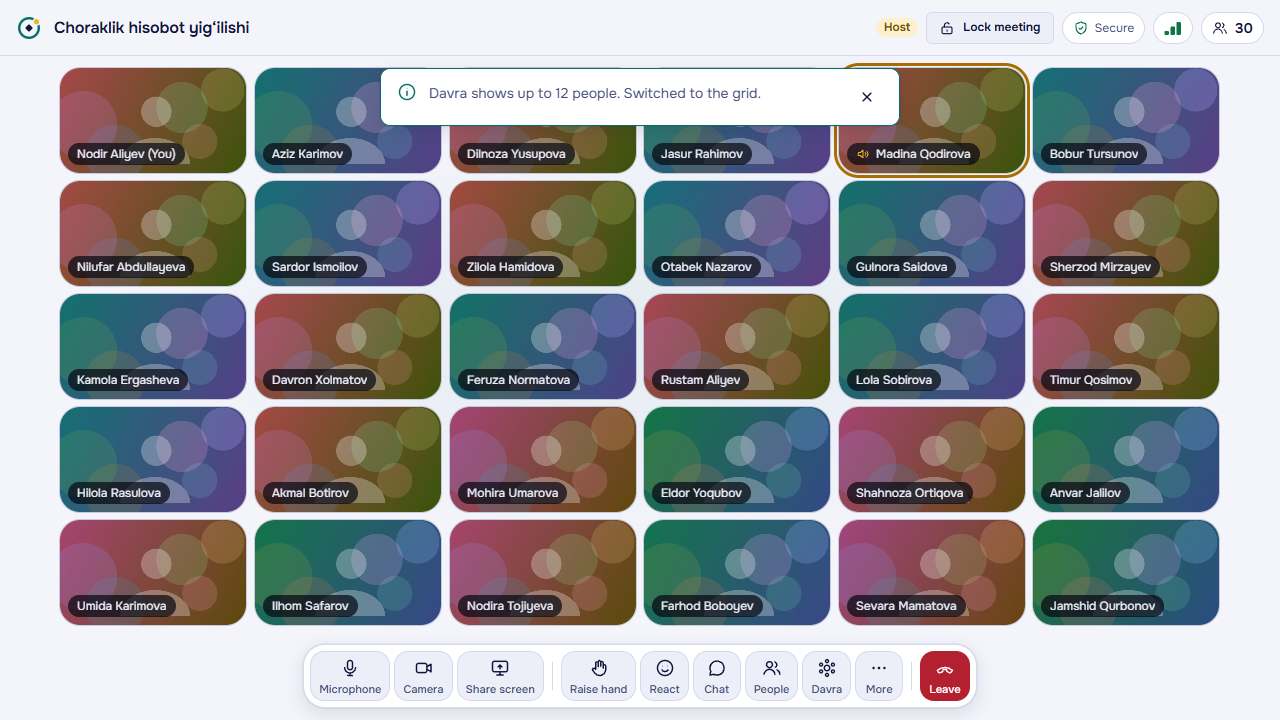 Choraklik hisobot yig‘ilishi
Host
Lock meeting
Secure
30
Davra shows up to 12 people. Switched to the grid.
Nodir Aliyev (You)
Aziz Karimov
Dilnoza Yusupova
Jasur Rahimov
Madina Qodirova
Bobur Tursunov
Nilufar Abdullayeva
Sardor Ismoilov
Zilola Hamidova
Otabek Nazarov
Gulnora Saidova
Sherzod Mirzayev
Kamola Ergasheva
Davron Xolmatov
Feruza Normatova
Rustam Aliyev
Lola Sobirova
Timur Qosimov
Hilola Rasulova
Akmal Botirov
Mohira Umarova
Eldor Yoqubov
Shahnoza Ortiqova
Anvar Jalilov
Umida Karimova
Ilhom Safarov
Nodira Tojiyeva
Farhod Boboyev
Sevara Mamatova
Jamshid Qurbonov
Microphone
Camera
Share screen
Raise hand
React
Chat
People
Davra
More
Leave